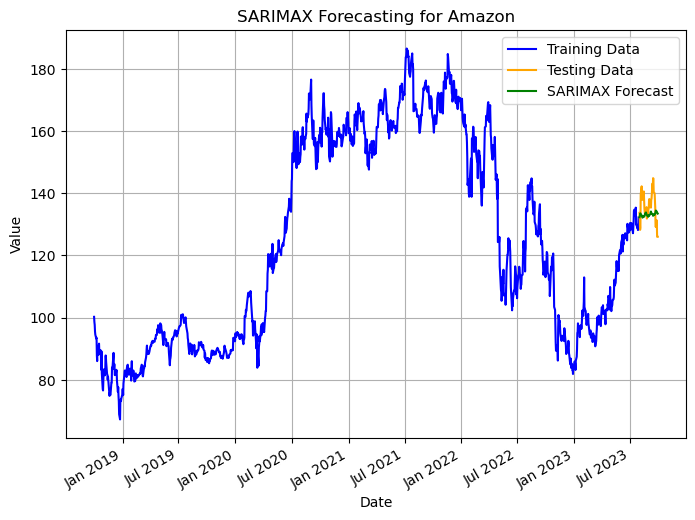 SARIMAX Forecasting for Amazon
Training Data
Testing Data
SARIMAX Forecast
Value
180
160
140
120
100
80
Jan 2019
Jul 2019
Jan 2020
Jul 2020
Jan 2021
Jul 2021
Jan 2022
Jul 2022
Jan 2023
Jul 2023
Date